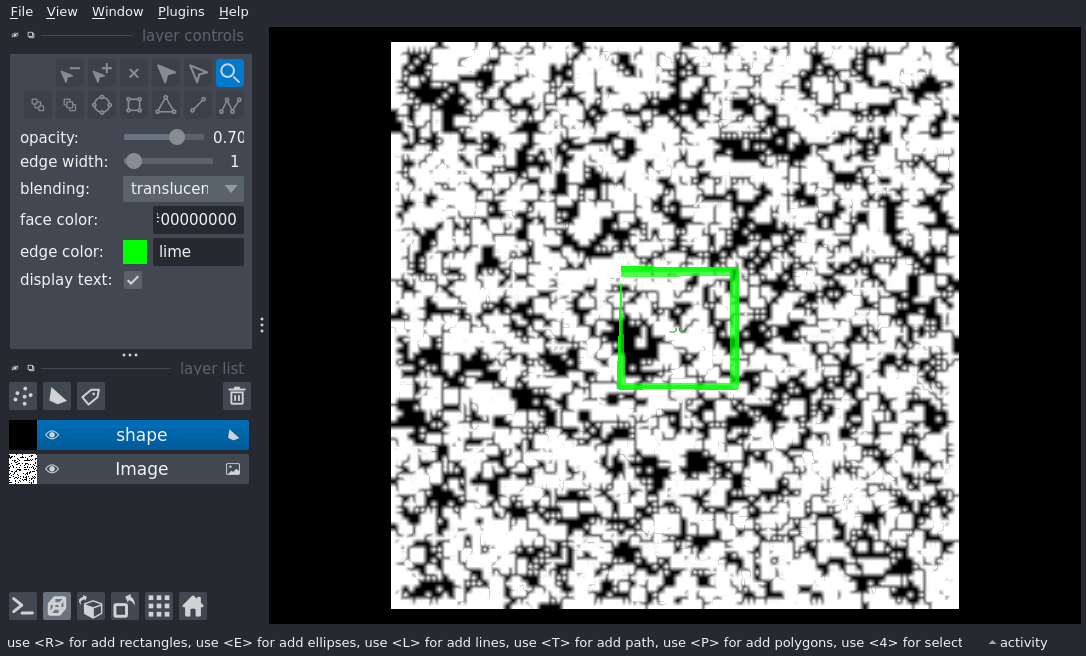 File View Window Plugins Help
layer controls
opacity: 0.70
edge width: 1
blending: translucen
face color: 00000000
edge color: lime
display text:
layer list
shape
Image
use <R> for add rectangles, use <E> for add ellipses, use <L> for add lines, use <T> for add path, use <P> for add polygons, use <4> for select
activity